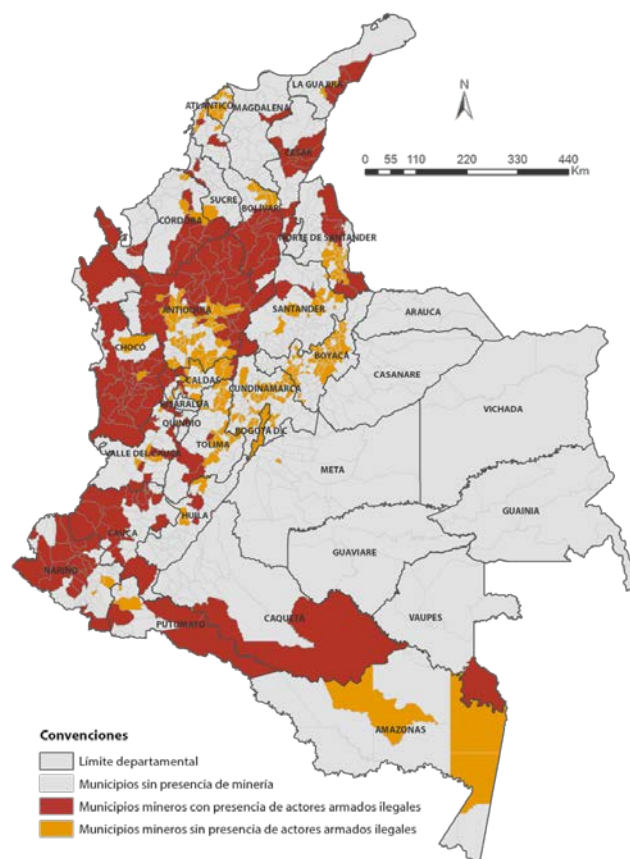 LA GUAJIRA
N
ATLANTICO
MAGDALENA
CESAR
0 55 110 220 330 440
Km
SUCRE
BOLIVAR
CORDOBA
NORTE DE SANTANDER
ANTIOQUIA
SANTANDER
ARAUCA
CHOCO
BOYACA
CASANARE
CALDAS
CUNDINAMARCA
VICHADA
RISARALDA
QUINDIO
BOGOTA D.C
TOLIMA
VALLE DEL CAUCA
META
GUAINIA
HUILA
CAUCA
GUAVIARE
NARIÑO
CAQUETA
VAUPES
PUTUMAYO
AMAZONAS
Convenciones
Límite departamental
Municipios sin presencia de minería
Municipios mineros con presencia de actores armados ilegales
Municipios mineros sin presencia de actores armados ilegales